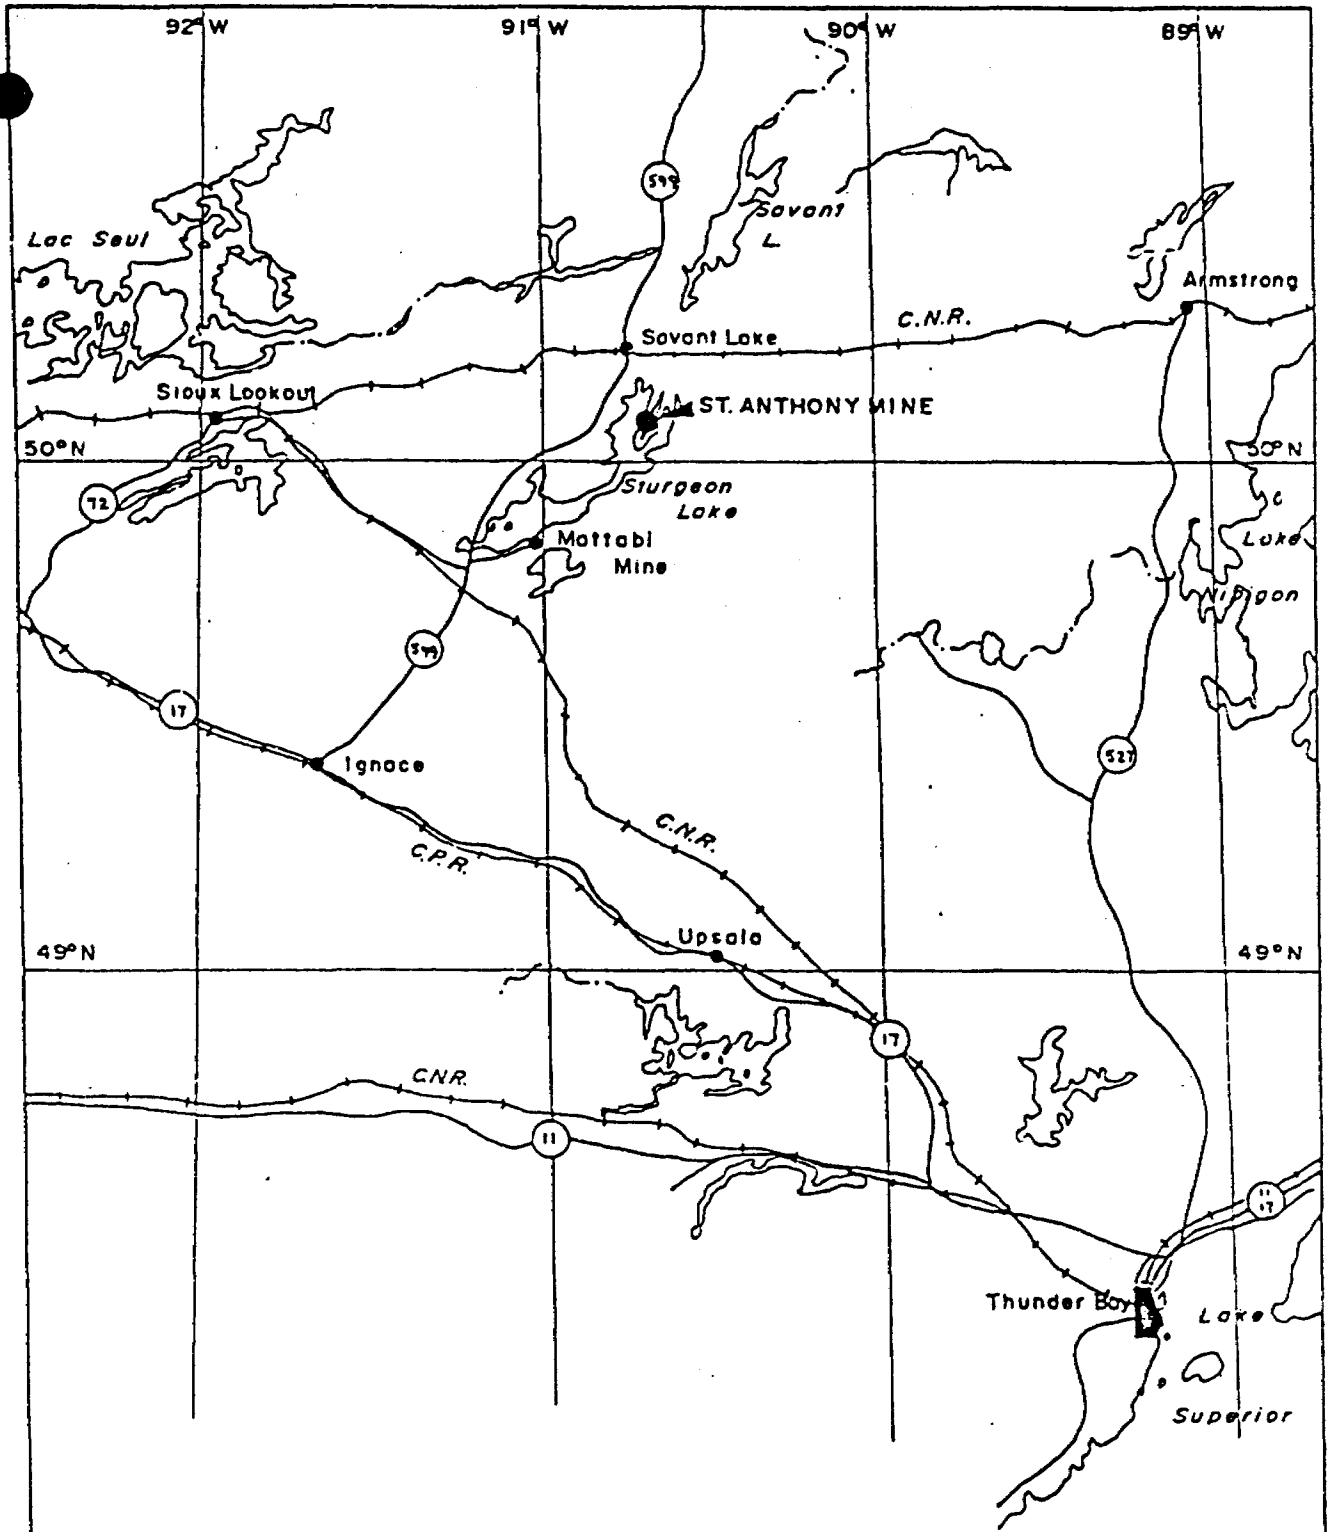 92° W
91° W
90° W
89° W
599
Savant
L.
Lac Seul
Armstrong
C.N.R.
Savant Lake
Sioux Lookout
ST. ANTHONY MINE
50° N
50° N
72
Sturgeon
Lake
Mattabi
Mine
Lake
Nipigon
599
17
Ignace
527
C.N.R.
C.P.R.
Upsala
49° N
49° N
17
C.N.R.
11
11
17
Thunder Bay
Lake
Superior